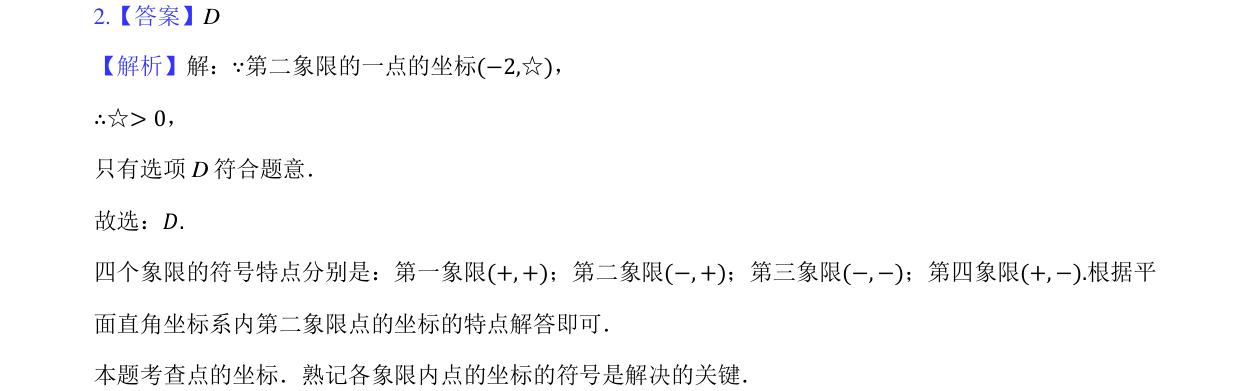 2.【答案】D
【解析】解：∵第二象限的一点的坐标(−2,☆)，
∴☆> 0，
只有选项 D 符合题意．
故选：D.
四个象限的符号特点分别是：第一象限(+,+)；第二象限(−,+)；第三象限(−,−)；第四象限(+,−).根据平
面直角坐标系内第二象限点的坐标的特点解答即可．
本题考查点的坐标．熟记各象限内点的坐标的符号是解决的关键．